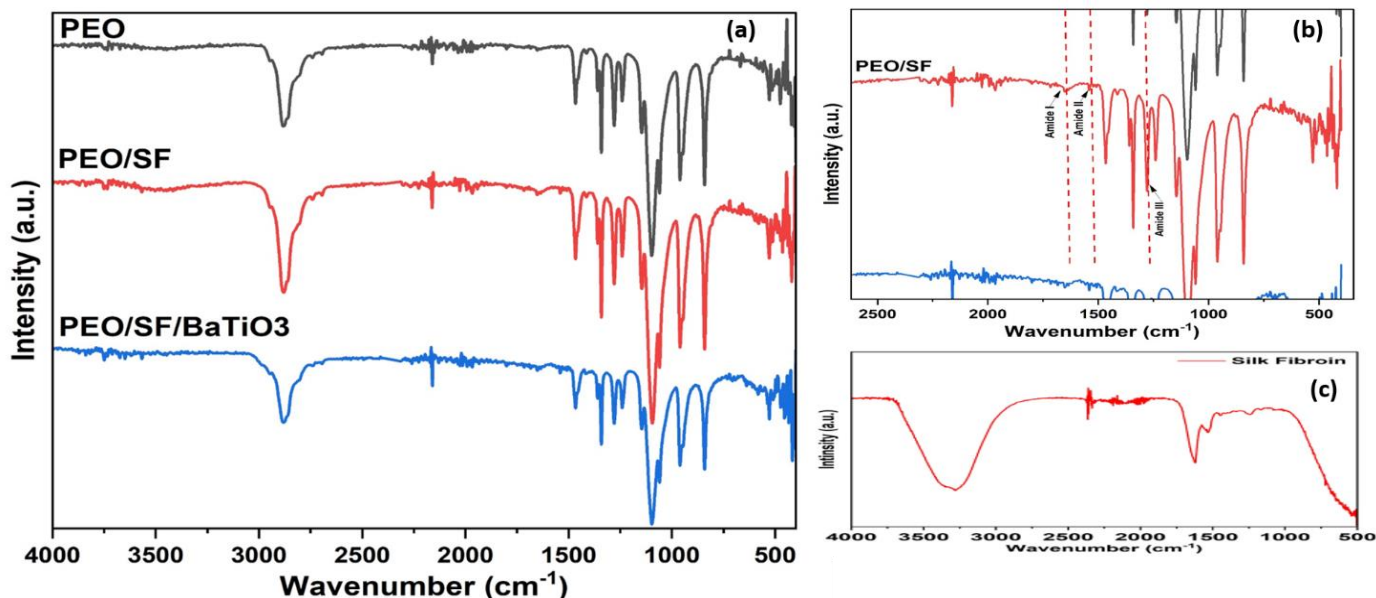 (a)
PEO
PEO/SF
PEO/SF/BaTiO3
Intensity (a.u.)
4000 3500 3000 2500 2000 1500 1000 500
Wavenumber (cm-1)
(b)
PEO/SF
Amide I
Amide II
Amide III
Intensity (a.u.)
2500 2000 1500 1000 500
Wavenumber (cm-1)
Silk Fibroin
(c)
Intinsity (a.u.)
4000 3500 3000 2500 2000 1500 1000 500
Wavenumber (cm-1)